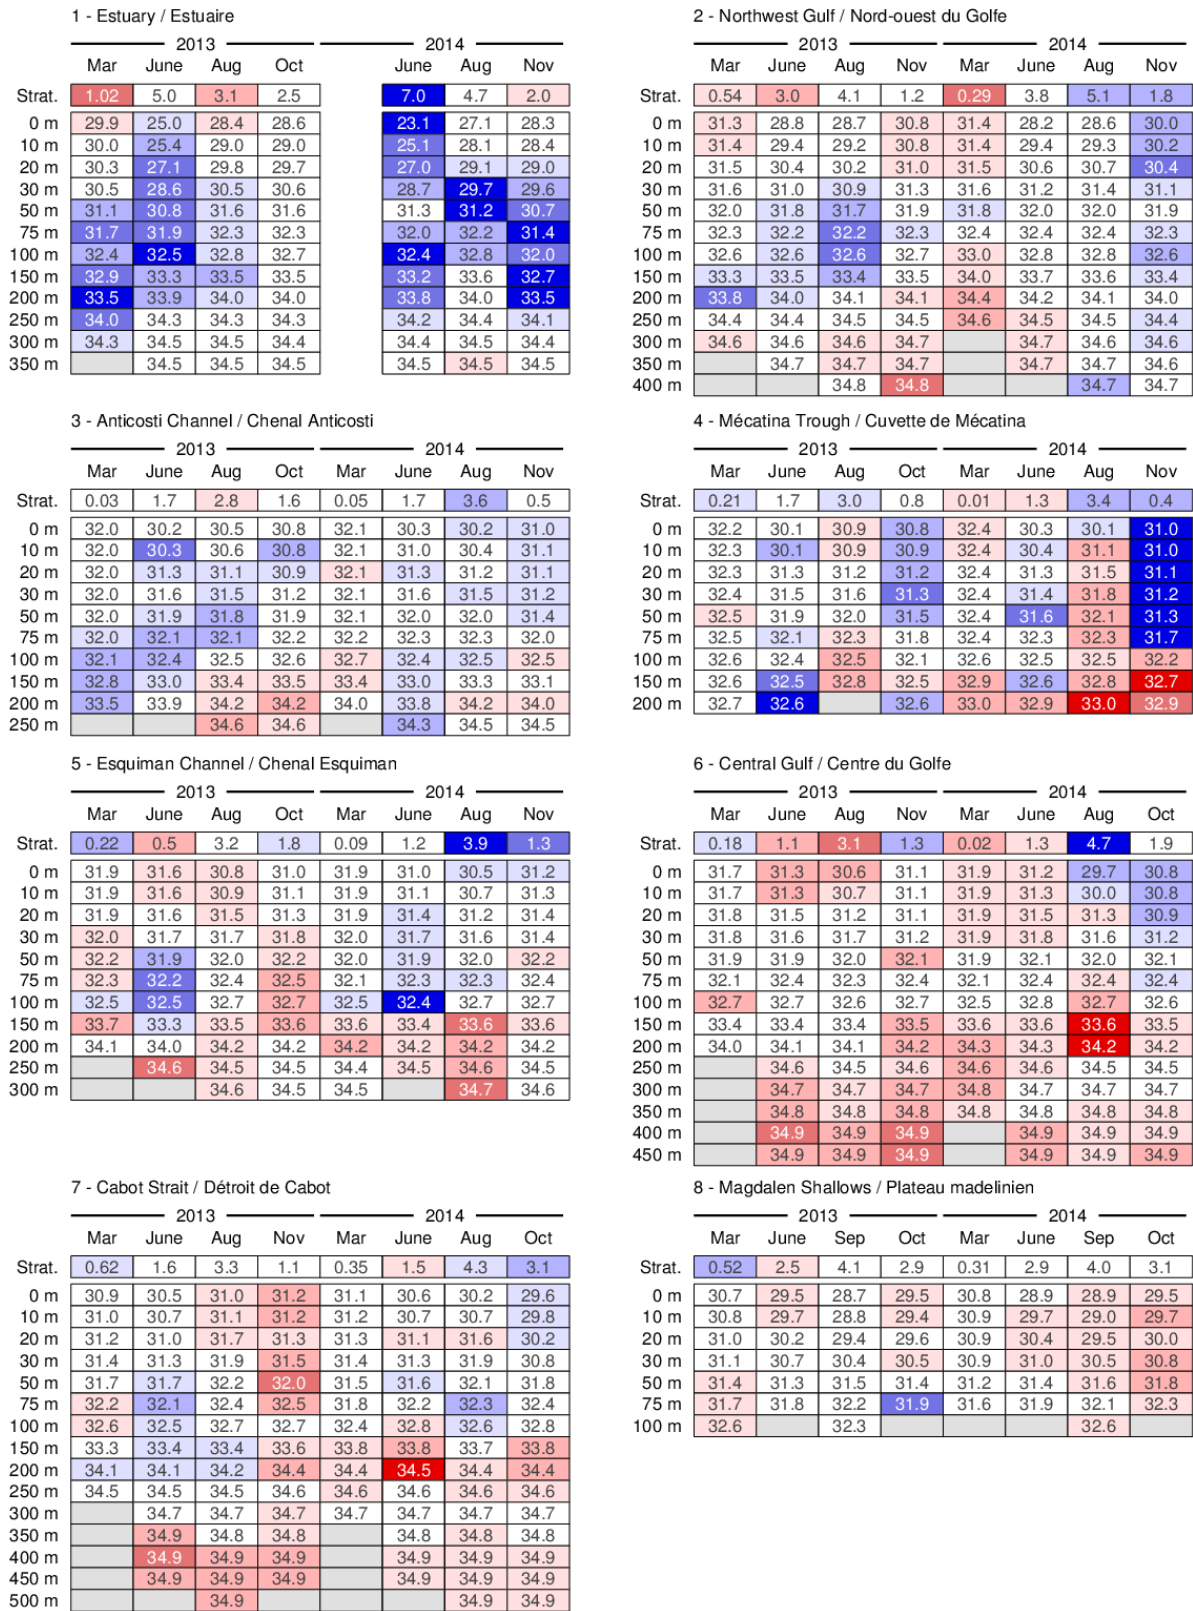 1 - Estuary / Estuaire
2013 2014
Mar June Aug Oct June Aug Nov
Strat. 1.02 5.0 3.1 2.5 7.0 4.7 2.0
0 m 29.9 25.0 28.4 28.6 23.1 27.1 28.3
10 m 30.0 25.4 29.0 29.0 25.1 28.1 28.4
20 m 30.3 27.1 29.8 29.7 27.0 29.1 29.0
30 m 30.5 28.6 30.5 30.6 28.7 29.7 29.6
50 m 31.1 30.8 31.6 31.6 31.3 31.2 30.7
75 m 31.7 31.9 32.3 32.3 32.0 32.2 31.4
100 m 32.4 32.5 32.8 32.7 32.4 32.8 32.0
150 m 32.9 33.3 33.5 33.5 33.2 33.6 32.7
200 m 33.5 33.9 34.0 34.0 33.8 34.0 33.5
250 m 34.0 34.3 34.3 34.3 34.2 34.4 34.1
300 m 34.3 34.5 34.5 34.4 34.4 34.5 34.4
350 m 34.5 34.5 34.5 34.5 34.5 34.5
2 - Northwest Gulf / Nord-ouest du Golfe
2013 2014
Mar June Aug Nov Mar June Aug Nov
Strat. 0.54 3.0 4.1 1.2 0.29 3.8 5.1 1.8
0 m 31.3 28.8 28.7 30.8 31.4 28.2 28.6 30.0
10 m 31.4 29.4 29.2 30.8 31.4 29.4 29.3 30.2
20 m 31.5 30.4 30.2 31.0 31.5 30.6 30.7 30.4
30 m 31.6 31.0 30.9 31.3 31.6 31.2 31.4 31.1
50 m 32.0 31.8 31.7 31.9 31.8 32.0 32.0 31.9
75 m 32.3 32.2 32.2 32.3 32.4 32.4 32.4 32.3
100 m 32.6 32.6 32.6 32.7 33.0 32.8 32.8 32.6
150 m 33.3 33.5 33.4 33.5 34.0 33.7 33.6 33.4
200 m 33.8 34.0 34.1 34.1 34.4 34.2 34.1 34.0
250 m 34.4 34.4 34.5 34.5 34.6 34.5 34.5 34.4
300 m 34.6 34.6 34.6 34.7 34.7 34.6 34.6
350 m 34.7 34.7 34.7 34.7 34.7 34.6
400 m 34.8 34.8 34.7 34.7
3 - Anticosti Channel / Chenal Anticosti
2013 2014
Mar June Aug Oct Mar June Aug Nov
Strat. 0.03 1.7 2.8 1.6 0.05 1.7 3.6 0.5
0 m 32.0 30.2 30.5 30.8 32.1 30.3 30.2 31.0
10 m 32.0 30.3 30.6 30.8 32.1 31.0 30.4 31.1
20 m 32.0 31.3 31.1 30.9 32.1 31.3 31.2 31.1
30 m 32.0 31.6 31.5 31.2 32.1 31.6 31.5 31.2
50 m 32.0 31.9 31.8 31.9 32.1 32.0 32.0 31.4
75 m 32.0 32.1 32.1 32.2 32.2 32.3 32.3 32.0
100 m 32.1 32.4 32.5 32.6 32.7 32.4 32.5 32.5
150 m 32.8 33.0 33.4 33.5 33.4 33.0 33.3 33.1
200 m 33.5 33.9 34.2 34.2 34.0 33.8 34.2 34.0
250 m 34.6 34.6 34.3 34.5 34.5
4 - Mécatina Trough / Cuvette de Mécatina
2013 2014
Mar June Aug Oct Mar June Aug Nov
Strat. 0.21 1.7 3.0 0.8 0.01 1.3 3.4 0.4
0 m 32.2 30.1 30.9 30.8 32.4 30.3 30.1 31.0
10 m 32.3 30.1 30.9 30.9 32.4 30.4 31.1 31.0
20 m 32.3 31.3 31.2 31.2 32.4 31.3 31.5 31.1
30 m 32.4 31.5 31.6 31.3 32.4 31.4 31.8 31.2
50 m 32.5 31.9 32.0 31.5 32.4 31.6 32.1 31.3
75 m 32.5 32.1 32.3 31.8 32.4 32.3 32.3 31.7
100 m 32.6 32.4 32.5 32.1 32.6 32.5 32.5 32.2
150 m 32.6 32.5 32.8 32.5 32.9 32.6 32.8 32.7
200 m 32.7 32.6 32.6 33.0 32.9 33.0 32.9
5 - Esquiman Channel / Chenal Esquiman
2013 2014
Mar June Aug Oct Mar June Aug Nov
Strat. 0.22 0.5 3.2 1.8 0.09 1.2 3.9 1.3
0 m 31.9 31.6 30.8 31.0 31.9 31.0 30.5 31.2
10 m 31.9 31.6 30.9 31.1 31.9 31.1 30.7 31.3
20 m 31.9 31.6 31.5 31.3 31.9 31.4 31.2 31.4
30 m 32.0 31.7 31.7 31.8 32.0 31.7 31.6 31.4
50 m 32.2 31.9 32.0 32.2 32.0 31.9 32.0 32.2
75 m 32.3 32.2 32.4 32.5 32.1 32.3 32.3 32.4
100 m 32.5 32.5 32.7 32.7 32.5 32.4 32.7 32.7
150 m 33.7 33.3 33.5 33.6 33.6 33.4 33.6 33.6
200 m 34.1 34.0 34.2 34.2 34.2 34.2 34.2 34.2
250 m 34.6 34.5 34.5 34.4 34.5 34.6 34.5
300 m 34.6 34.5 34.5 34.7 34.6
6 - Central Gulf / Centre du Golfe
2013 2014
Mar June Aug Nov Mar June Aug Oct
Strat. 0.18 1.1 3.1 1.3 0.02 1.3 4.7 1.9
0 m 31.7 31.3 30.6 31.1 31.9 31.2 29.7 30.8
10 m 31.7 31.3 30.7 31.1 31.9 31.3 30.0 30.8
20 m 31.8 31.5 31.2 31.1 31.9 31.5 31.3 30.9
30 m 31.8 31.6 31.7 31.2 31.9 31.8 31.6 31.2
50 m 31.9 31.9 32.0 32.1 31.9 32.1 32.0 32.1
75 m 32.1 32.4 32.3 32.4 32.1 32.4 32.4 32.4
100 m 32.7 32.7 32.6 32.7 32.5 32.8 32.7 32.6
150 m 33.4 33.4 33.4 33.5 33.6 33.6 33.6 33.5
200 m 34.0 34.1 34.1 34.2 34.3 34.3 34.2 34.2
250 m 34.6 34.5 34.6 34.6 34.6 34.5 34.5
300 m 34.7 34.7 34.7 34.8 34.7 34.7 34.7
350 m 34.8 34.8 34.8 34.8 34.8 34.8 34.8
400 m 34.9 34.9 34.9 34.9 34.9 34.9
450 m 34.9 34.9 34.9 34.9 34.9 34.9
7 - Cabot Strait / Détroit de Cabot
2013 2014
Mar June Aug Nov Mar June Aug Oct
Strat. 0.62 1.6 3.3 1.1 0.35 1.5 4.3 3.1
0 m 30.9 30.5 31.0 31.2 31.1 30.6 30.2 29.6
10 m 31.0 30.7 31.1 31.2 31.2 30.7 30.7 29.8
20 m 31.2 31.0 31.7 31.3 31.3 31.1 31.6 30.2
30 m 31.4 31.3 31.9 31.5 31.4 31.3 31.9 30.8
50 m 31.7 31.7 32.2 32.0 31.5 31.6 32.1 31.8
75 m 32.2 32.1 32.4 32.5 31.8 32.2 32.3 32.4
100 m 32.6 32.5 32.7 32.7 32.4 32.8 32.6 32.8
150 m 33.3 33.4 33.4 33.6 33.8 33.8 33.7 33.8
200 m 34.1 34.1 34.2 34.4 34.4 34.5 34.4 34.4
250 m 34.5 34.5 34.5 34.6 34.6 34.6 34.6 34.6
300 m 34.7 34.7 34.7 34.7 34.7 34.7 34.7
350 m 34.9 34.8 34.8 34.8 34.8 34.8
400 m 34.9 34.9 34.9 34.9 34.9 34.9
450 m 34.9 34.9 34.9 34.9 34.9 34.9
500 m 34.9 34.9 34.9
8 - Magdalen Shallows / Plateau madelinien
2013 2014
Mar June Sep Oct Mar June Sep Oct
Strat. 0.52 2.5 4.1 2.9 0.31 2.9 4.0 3.1
0 m 30.7 29.5 28.7 29.5 30.8 28.9 28.9 29.5
10 m 30.8 29.7 28.8 29.4 30.9 29.7 29.0 29.7
20 m 31.0 30.2 29.4 29.6 30.9 30.4 29.5 30.0
30 m 31.1 30.7 30.4 30.5 30.9 31.0 30.5 30.8
50 m 31.4 31.3 31.5 31.4 31.2 31.4 31.6 31.8
75 m 31.7 31.8 32.2 31.9 31.6 31.9 32.1 32.3
100 m 32.6 32.3 32.6